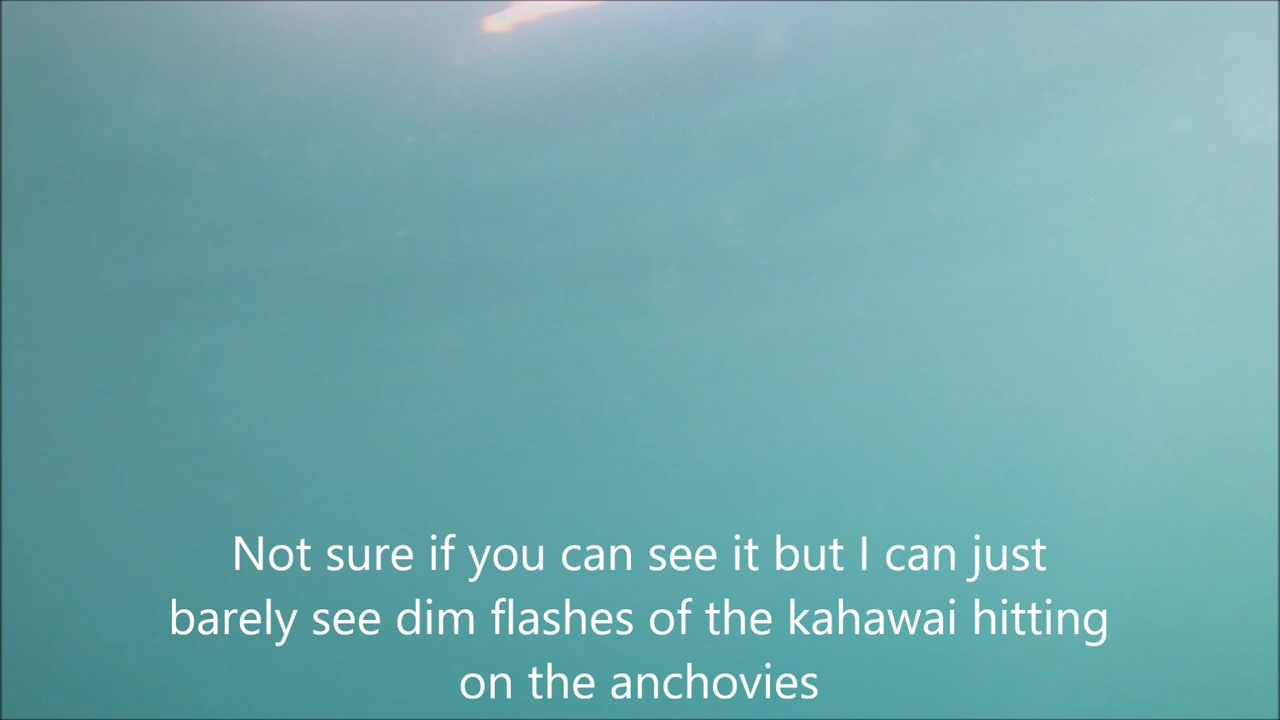 Not sure if you can see it but I can just
barely see dim flashes of the kahawai hitting
on the anchovies